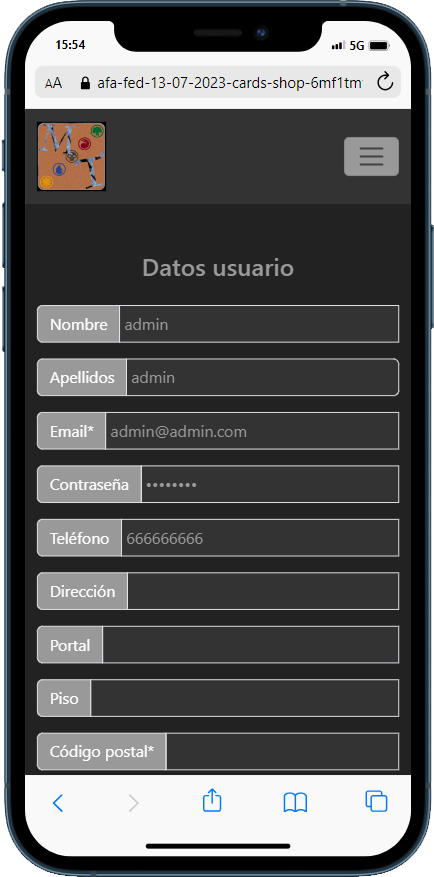 15:54
5G
AA
afa-fed-13-07-2023-cards-shop-6mf1tm
M
T
Datos usuario
Nombre
admin
Apellidos
admin
Email*
admin@admin.com
Contraseña
••••••••
Teléfono
666666666
Dirección
Portal
Piso
Código postal*